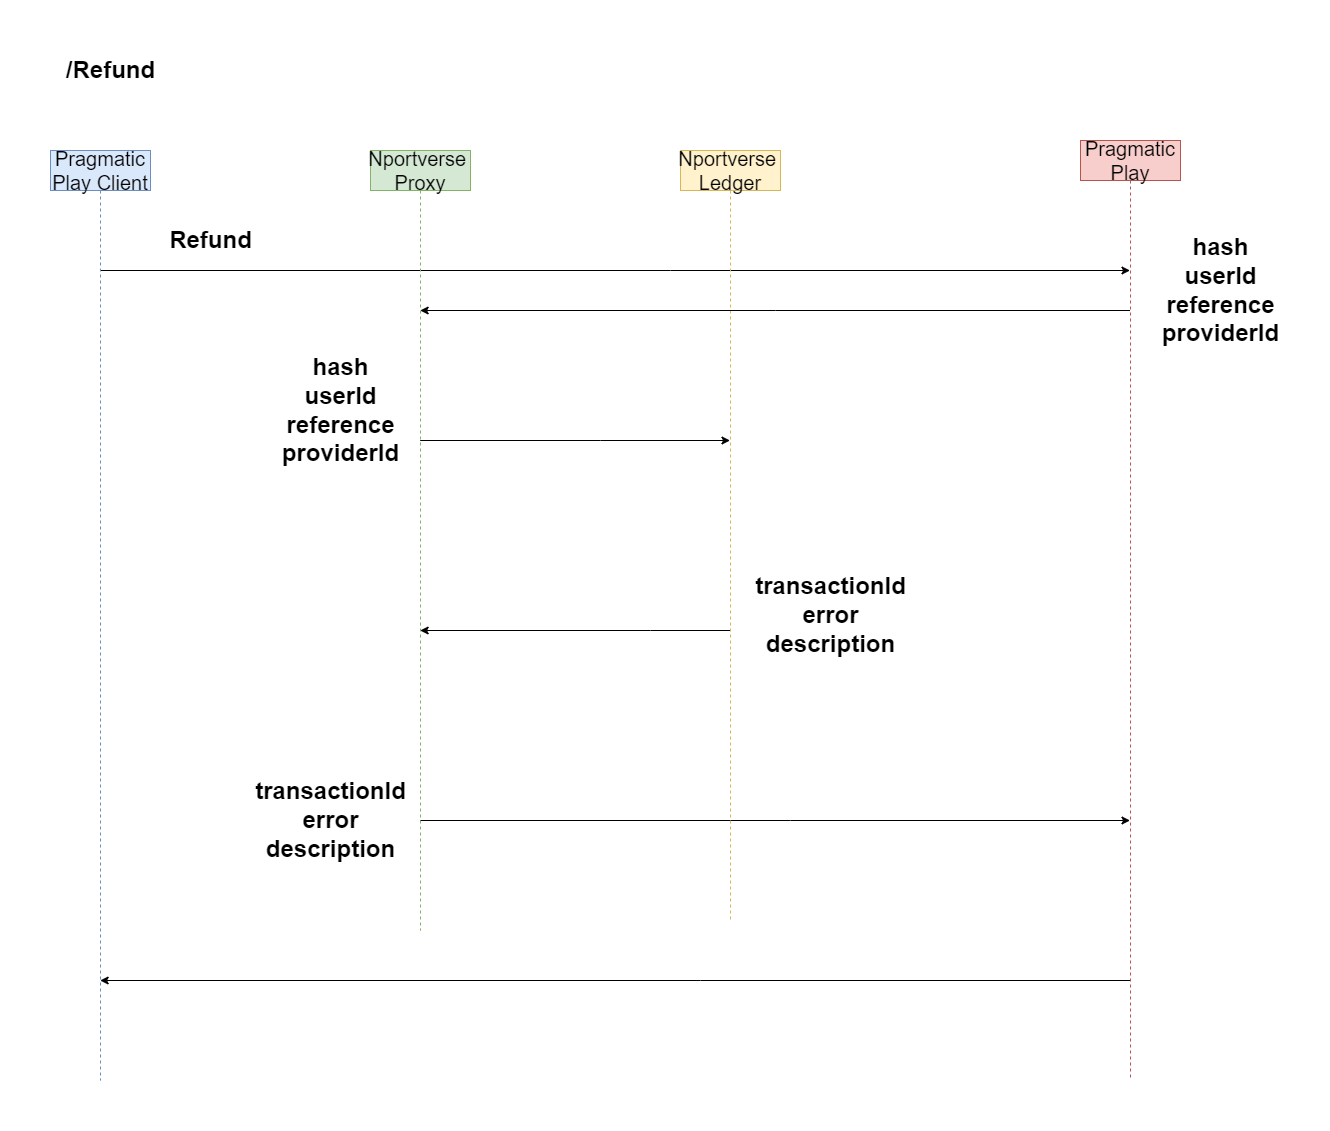 /Refund
Pragmatic
Play Client
Nportverse
Proxy
Nportverse
Ledger
Pragmatic
Play
Refund
hash
userId
reference
providerId
hash
userId
reference
providerId
transactionId
error
description
transactionId
error
description